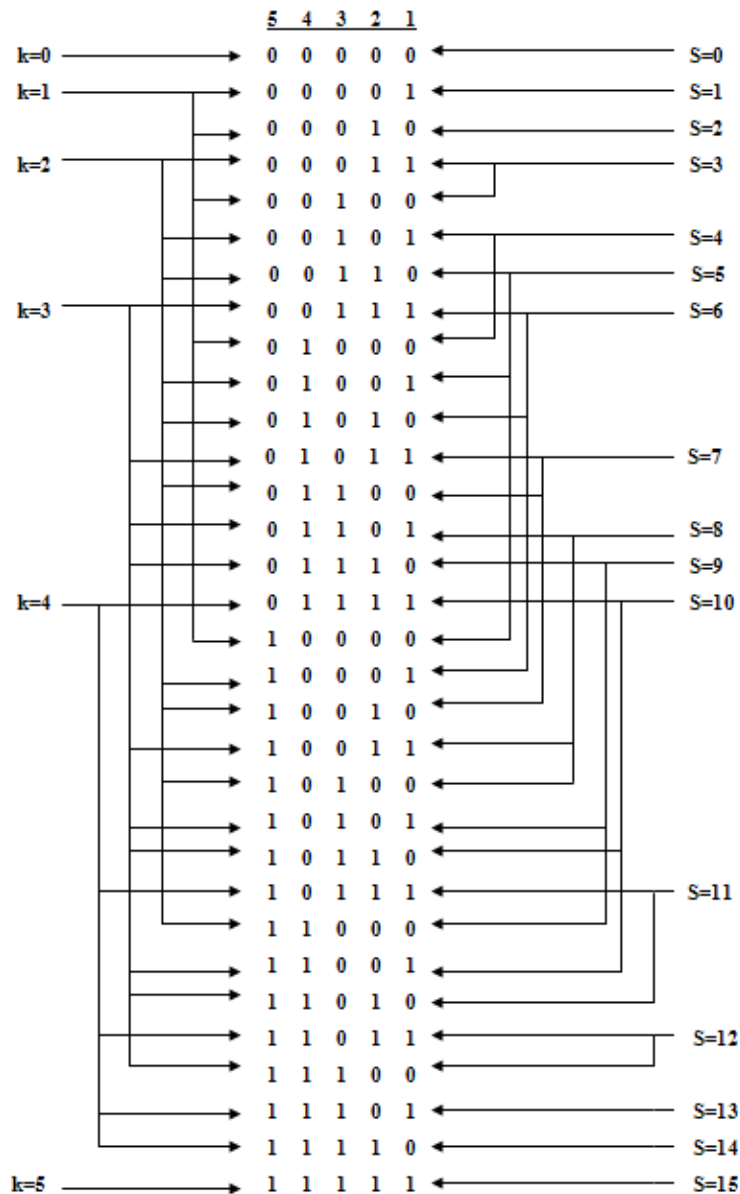 5 4 3 2 1
k=0 0 0 0 0 0 S=0
k=1 0 0 0 0 1 S=1
0 0 0 1 0 S=2
k=2 0 0 0 1 1 S=3
0 0 1 0 0
0 0 1 0 1 S=4
0 0 1 1 0 S=5
k=3 0 0 1 1 1 S=6
0 1 0 0 0
0 1 0 0 1
0 1 0 1 0
0 1 0 1 1 S=7
0 1 1 0 0
0 1 1 0 1 S=8
0 1 1 1 0 S=9
k=4 0 1 1 1 1 S=10
1 0 0 0 0
1 0 0 0 1
1 0 0 1 0
1 0 0 1 1
1 0 1 0 0
1 0 1 0 1
1 0 1 1 0
1 0 1 1 1 S=11
1 1 0 0 0
1 1 0 0 1
1 1 0 1 0
1 1 0 1 1 S=12
1 1 1 0 0
1 1 1 0 1 S=13
1 1 1 1 0 S=14
k=5 1 1 1 1 1 S=15